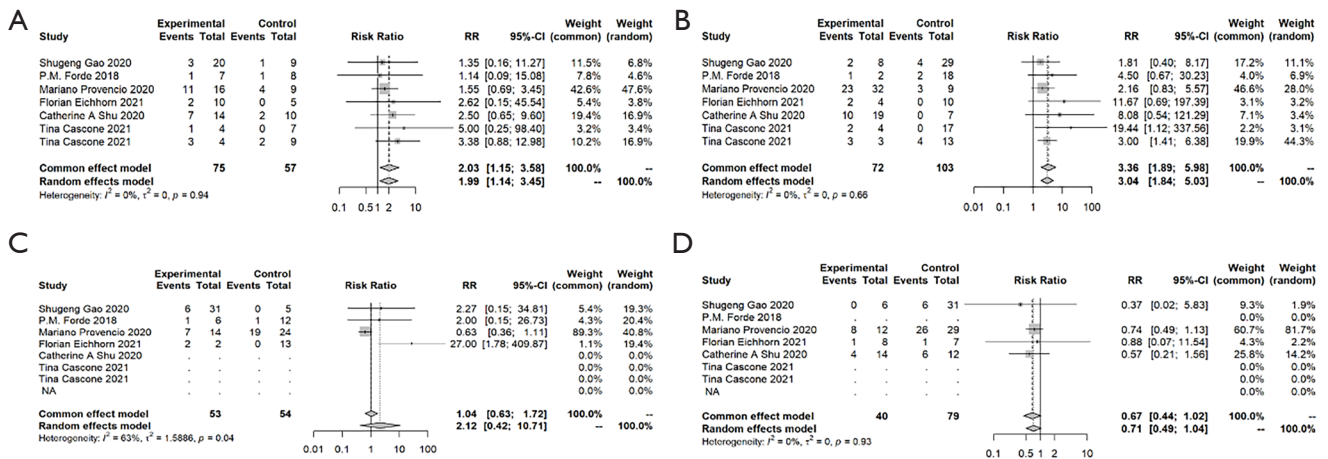 A
Experimental Control Weight Weight
Study Events Total Events Total Risk Ratio RR 95%-CI (common) (random)
Shugeng Gao 2020 3 20 1 9 1.35 [0.16; 11.27] 11.5% 6.8%
P.M. Forde 2018 1 7 1 8 1.14 [0.09; 15.08] 7.8% 4.6%
Mariano Provencio 2020 11 16 4 9 1.55 [0.69; 3.45] 42.6% 47.6%
Florian Eichhorn 2021 2 10 0 5 2.62 [0.15; 45.54] 5.4% 3.8%
Catherine A Shu 2020 7 14 2 10 2.50 [0.65; 9.60] 19.4% 16.9%
Tina Cascone 2021 1 4 0 7 5.00 [0.25; 98.40] 3.2% 3.4%
Tina Cascone 2021 3 4 2 9 3.38 [0.88; 12.98] 10.2% 16.9%
Common effect model 75 57 2.03 [1.15; 3.58] 100.0% --
Random effects model 1.99 [1.14; 3.45] -- 100.0%
Heterogeneity: I² = 0%, τ² = 0, p = 0.94
0.1 0.5 1 2 10
B
Experimental Control Weight Weight
Study Events Total Events Total Risk Ratio RR 95%-CI (common) (random)
Shugeng Gao 2020 2 8 4 29 1.81 [0.40; 8.17] 17.2% 11.1%
P.M. Forde 2018 1 2 2 18 4.50 [0.67; 30.23] 4.0% 6.9%
Mariano Provencio 2020 23 32 3 9 2.16 [0.83; 5.57] 46.6% 28.0%
Florian Eichhorn 2021 2 4 0 10 11.67 [0.69; 197.39] 3.1% 3.2%
Catherine A Shu 2020 10 19 0 7 8.08 [0.54; 121.29] 7.1% 3.4%
Tina Cascone 2021 2 4 0 17 19.44 [1.12; 337.56] 2.2% 3.1%
Tina Cascone 2021 3 3 4 13 3.00 [1.41; 6.38] 19.9% 44.3%
Common effect model 72 103 3.36 [1.89; 5.98] 100.0% --
Random effects model 3.04 [1.84; 5.03] -- 100.0%
Heterogeneity: I² = 0%, τ² = 0, p = 0.66
0.01 0.1 1 10 100
C
Experimental Control Weight Weight
Study Events Total Events Total Risk Ratio RR 95%-CI (common) (random)
Shugeng Gao 2020 6 31 0 5 2.27 [0.15; 34.81] 5.4% 19.3%
P.M. Forde 2018 1 6 1 12 2.00 [0.15; 26.73] 4.3% 20.4%
Mariano Provencio 2020 7 14 19 24 0.63 [0.36; 1.11] 89.3% 40.8%
Florian Eichhorn 2021 2 2 0 13 27.00 [1.78; 409.87] 1.1% 19.4%
Catherine A Shu 2020 . . . . 0.0% 0.0%
Tina Cascone 2021 . . . . 0.0% 0.0%
Tina Cascone 2021 . . . . 0.0% 0.0%
NA . . . . 0.0% 0.0%
Common effect model 53 54 1.04 [0.63; 1.72] 100.0% --
Random effects model 2.12 [0.42; 10.71] -- 100.0%
Heterogeneity: I² = 63%, τ² = 1.5886, p = 0.04
0.01 0.1 1 10 100
D
Experimental Control Weight Weight
Study Events Total Events Total Risk Ratio RR 95%-CI (common) (random)
Shugeng Gao 2020 0 6 6 31 0.37 [0.02; 5.83] 9.3% 1.9%
P.M. Forde 2018 . . . . 0.0% 0.0%
Mariano Provencio 2020 8 12 26 29 0.74 [0.49; 1.13] 60.7% 81.7%
Florian Eichhorn 2021 1 8 1 7 0.88 [0.07; 11.54] 4.3% 2.2%
Catherine A Shu 2020 4 14 6 12 0.57 [0.21; 1.56] 25.8% 14.2%
Tina Cascone 2021 . . . . 0.0% 0.0%
Tina Cascone 2021 . . . . 0.0% 0.0%
NA . . . . 0.0% 0.0%
Common effect model 40 79 0.67 [0.44; 1.02] 100.0% --
Random effects model 0.71 [0.49; 1.04] -- 100.0%
Heterogeneity: I² = 0%, τ² = 0, p = 0.93
0.1 0.5 1 2 10